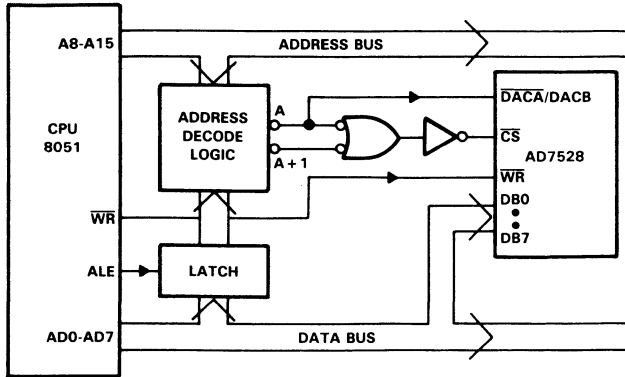 A8-A15
ADDRESS BUS
CPU
8051
ADDRESS
DECODE
LOGIC
A
A + 1
DACA/DACB
CS
AD7528
WR
DB0
DB7
WR
ALE
LATCH
AD0-AD7
DATA BUS